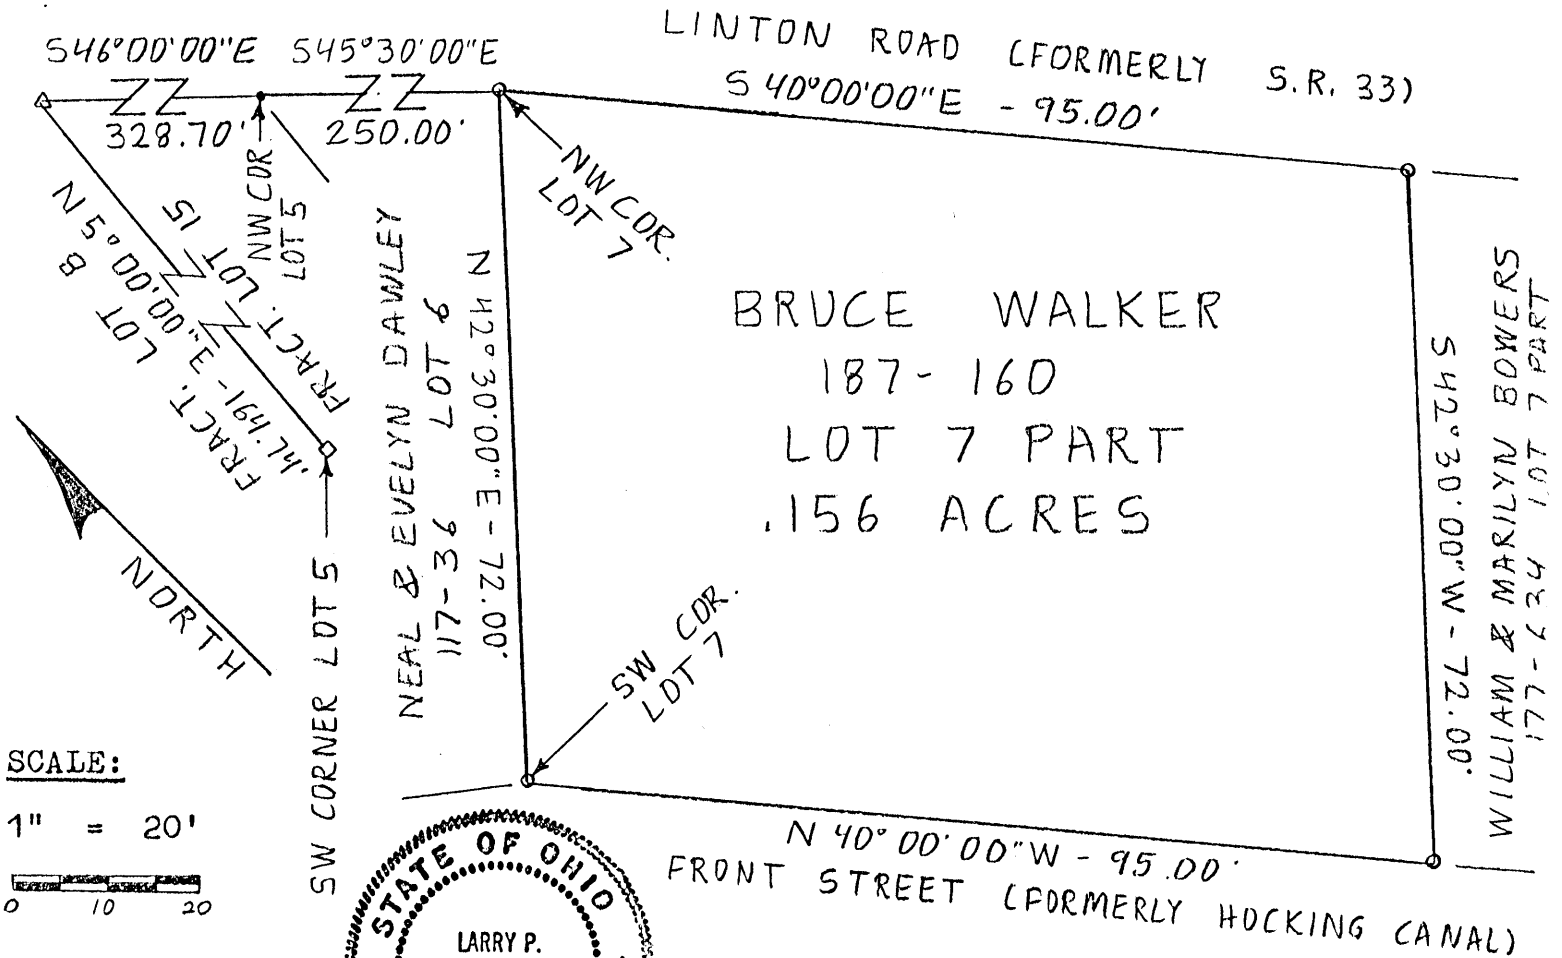 LINTON ROAD (FORMERLY S.R. 33)
S46°00'00"E S45°30'00"E
S 40°00'00"E - 95.00'
328.70' 250.00'
NW COR
LOT 5
NW COR.
LOT 7
N 5°00'00"E - 164.74'
FRACT. LOT 8
FRACT. LOT 15
NEAL & EVELYN DAWLEY
117-36 LOT 6
N 42°30'00"E - 72.00'
BRUCE WALKER
187-160
LOT 7 PART
.156 ACRES
S 42°30'00"W - 72.00'
WILLIAM & MARILYN BOWERS
177-634 LOT 7 PART
NORTH
SW CORNER LOT 5
SW COR.
LOT 7
SCALE:
1" = 20'
0 10 20
N 40°00'00"W - 95.00'
FRONT STREET (FORMERLY HOCKING CANAL)
STATE OF OHIO
LARRY P.